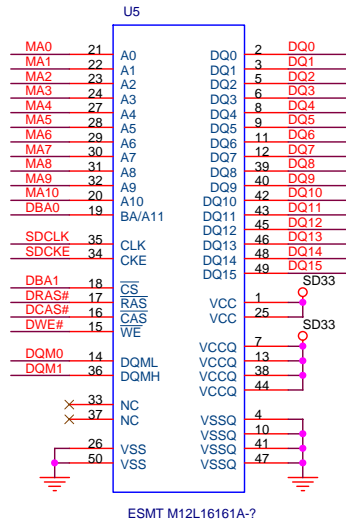 U5
MA0 21 A0 DQ0 2 DQ0
MA1 22 A1 DQ1 3 DQ1
MA2 23 A2 DQ2 5 DQ2
MA3 24 A3 DQ3 6 DQ3
MA4 27 A4 DQ4 8 DQ4
MA5 28 A5 DQ5 9 DQ5
MA6 29 A6 DQ6 11 DQ6
MA7 30 A7 DQ7 12 DQ7
MA8 31 A8 DQ8 39 DQ8
MA9 32 A9 DQ9 40 DQ9
MA10 20 A10 DQ10 42 DQ10
DBA0 19 BA/A11 DQ11 43 DQ11
DQ12 45 DQ12
SDCLK 35 CLK DQ13 46 DQ13
SDCKE 34 CKE DQ14 48 DQ14
DQ15 49 DQ15
SD33
DBA1 18 CS
DRAS# 17 RAS VCC 1
DCAS# 16 CAS VCC 25
DWE# 15 WE SD33
VCCQ 7
DQM0 14 DQML VCCQ 13
DQM1 36 DQMH VCCQ 38
VCCQ 44
33 NC
37 NC VSSQ 4
VSSQ 10
26 VSS VSSQ 41
50 VSS VSSQ 47
ESMT M12L16161A-?